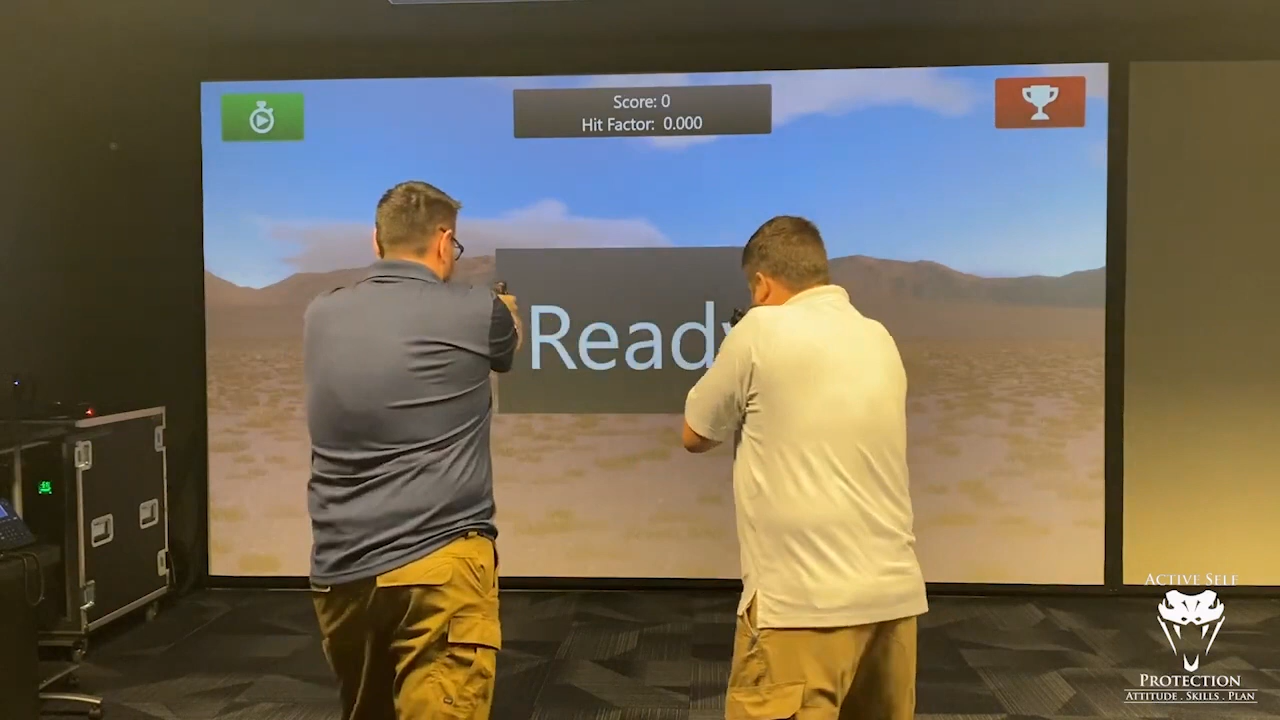 Score: 0
Hit Factor: 0.000
Ready
ACTIVE SELF
PROTECTION
ATTITUDE . SKILLS . PLAN